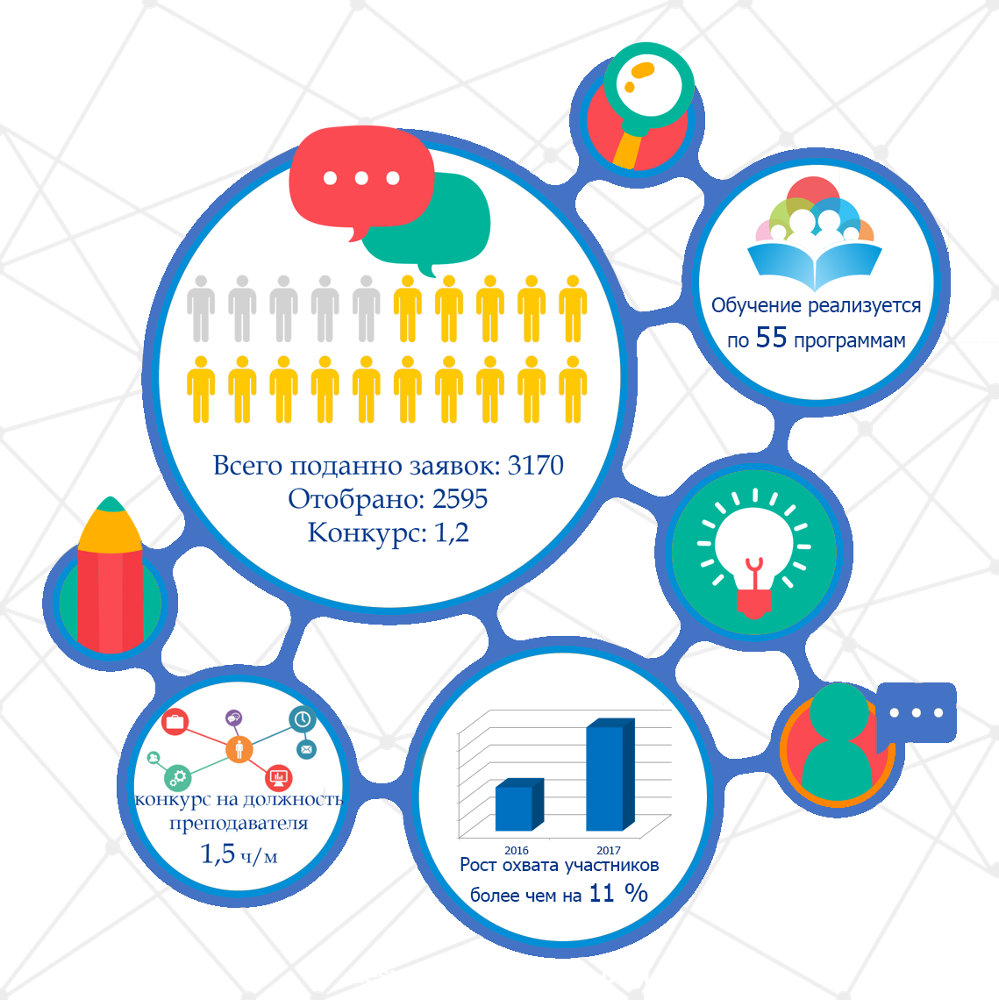 Обучение реализуется
по 55 программам
Всего поданно заявок: 3170
Отобрано: 2595
Конкурс: 1,2
конкурс на должность
преподавателя
1,5 ч/м
2016 2017
Рост охвата участников
более чем на 11 %